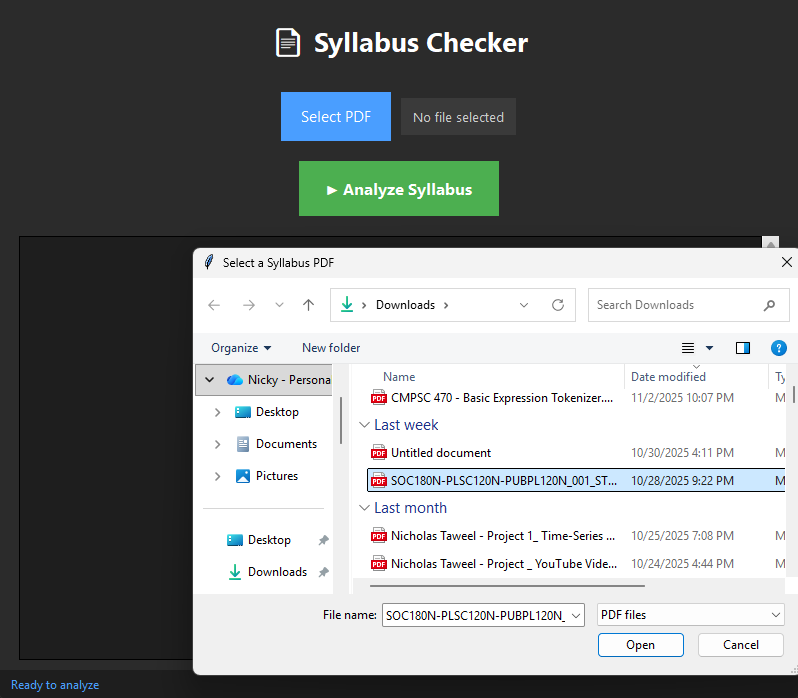 Syllabus Checker
Select PDF
No file selected
► Analyze Syllabus
Select a Syllabus PDF
Downloads
Search Downloads
Organize
New folder
Nicky - Persona
Desktop
Documents
Pictures
Desktop
Downloads
Name Date modified Ty
PDF CMPSC 470 - Basic Expression Tokenizer.... 11/2/2025 10:07 PM M
Last week
PDF Untitled document 10/30/2025 4:11 PM M
PDF SOC180N-PLSC120N-PUBPL120N_001_ST... 10/28/2025 9:22 PM M
Last month
PDF Nicholas Taweel - Project 1_ Time-Series ... 10/25/2025 7:08 PM M
PDF Nicholas Taweel - Project _ YouTube Vide... 10/24/2025 4:44 PM M
File name: SOC180N-PLSC120N-PUBPL120N_ PDF files
Open Cancel
Ready to analyze